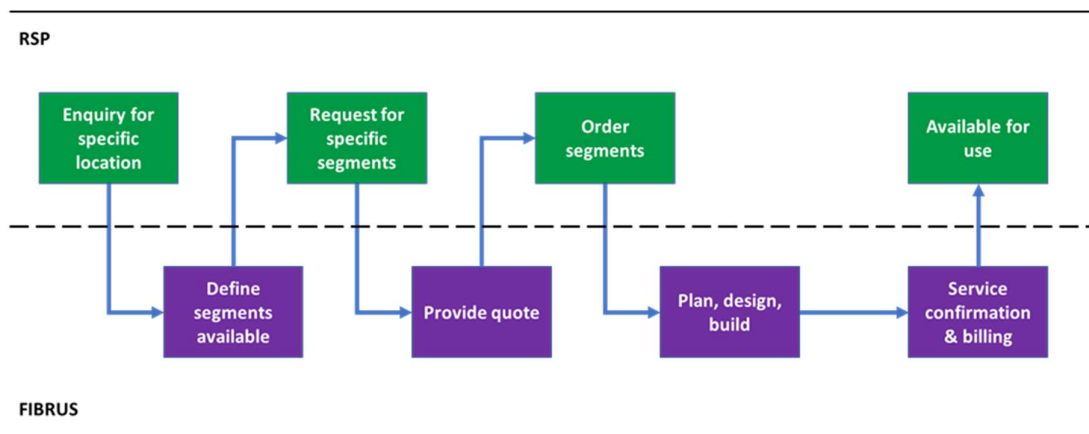 RSP
Enquiry for
specific
location
Request for
specific
segments
Order
segments
Available for
use
Define
segments
available
Provide quote
Plan, design,
build
Service
confirmation
& billing
FIBRUS